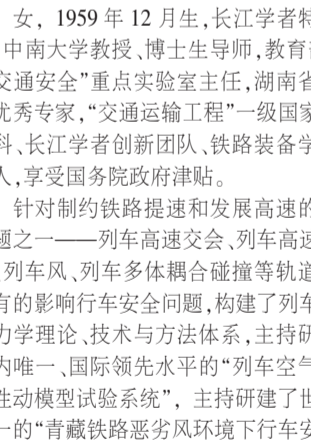 女，1959 年 12 月生，长江学者特
中南大学教授、博士生导师，教育
交通安全”重点实验室主任，湖南省
优秀专家，“交通运输工程”一级国家
科、长江学者创新团队、铁路装备学
人，享受国务院政府津贴。
针对制约铁路提速和发展高速的
题之一——列车高速交会、列车高速
、列车风、列车多体耦合碰撞等轨道
有的影响行车安全问题，构建了列车
力学理论、技术与方法体系，主持研
内唯一、国际领先水平的“列车空气
性动模型试验系统”，主持研建了世
一的“青藏铁路恶劣风环境下行车安